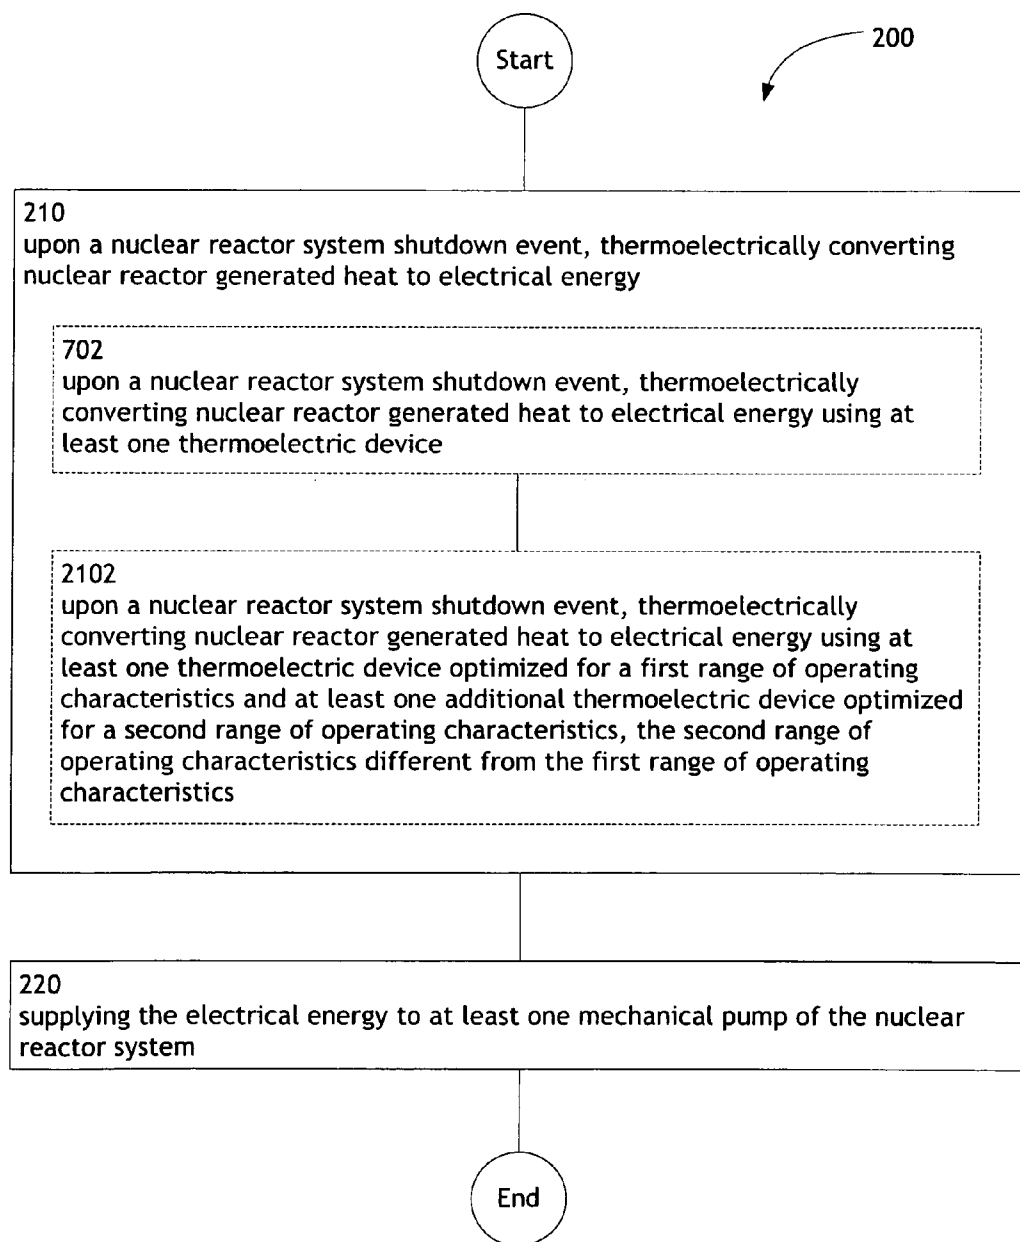 Start
200
210
upon a nuclear reactor system shutdown event, thermoelectrically converting
nuclear reactor generated heat to electrical energy
702
upon a nuclear reactor system shutdown event, thermoelectrically
converting nuclear reactor generated heat to electrical energy using at
least one thermoelectric device
2102
upon a nuclear reactor system shutdown event, thermoelectrically
converting nuclear reactor generated heat to electrical energy using at
least one thermoelectric device optimized for a first range of operating
characteristics and at least one additional thermoelectric device optimized
for a second range of operating characteristics, the second range of
operating characteristics different from the first range of operating
characteristics
220
supplying the electrical energy to at least one mechanical pump of the nuclear
reactor system
End